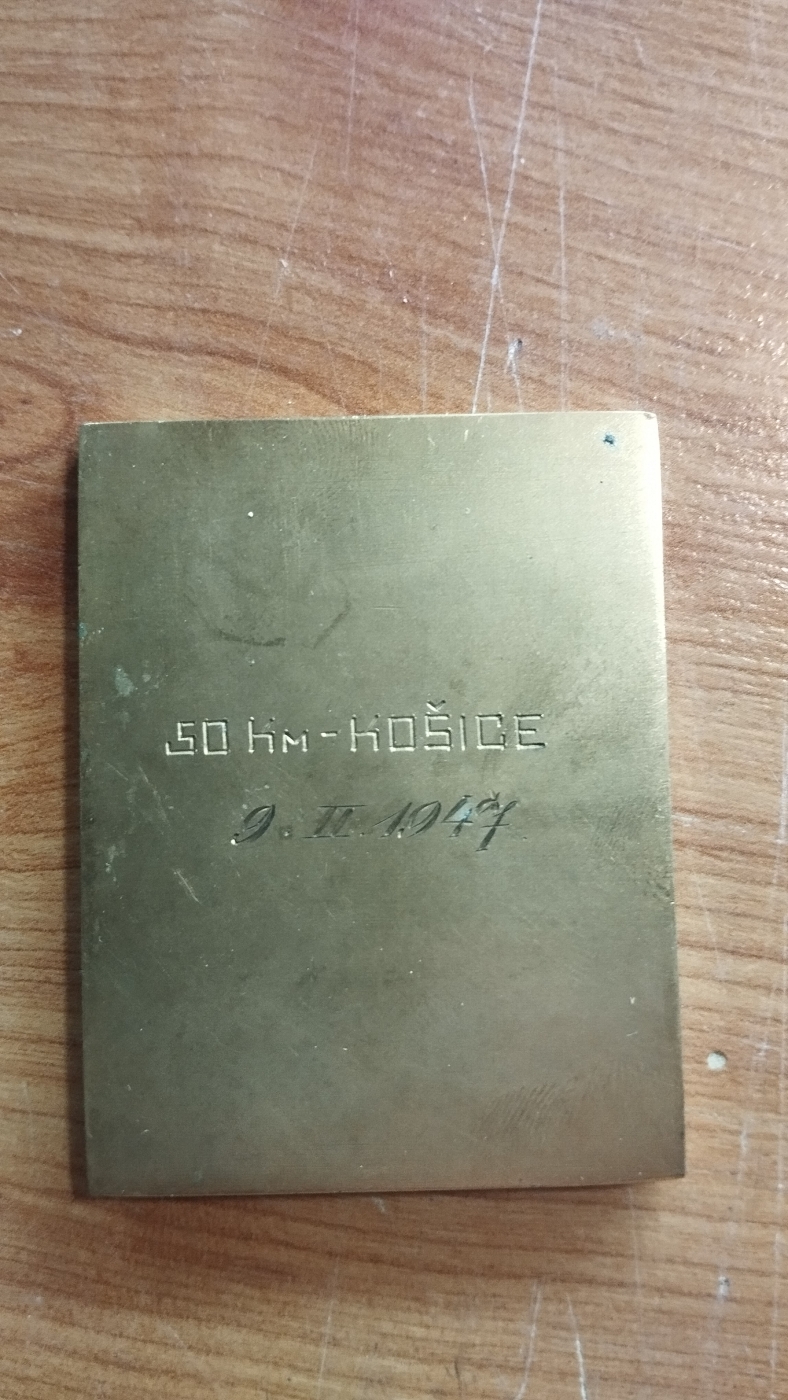 50 Km - KOŠICE
9. II. 1947